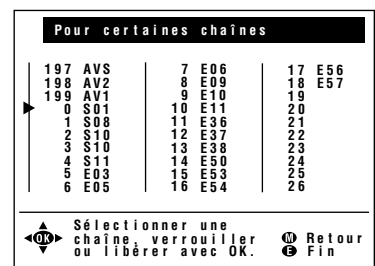 Pour certaines chaînes
197 AVS
198 AV2
199 AV1
0 S01
1 S08
2 S10
3 S10
4 S11
5 E03
6 E05
7 E06
8 E09
9 E10
10 E11
11 E36
12 E37
13 E38
14 E50
15 E53
16 E54
17 E56
18 E57
19
20
21
22
23
24
25
26
OK
Sélectionner une
chaîne, verrouiller
ou libérer avec OK.
M Retour
E Fin